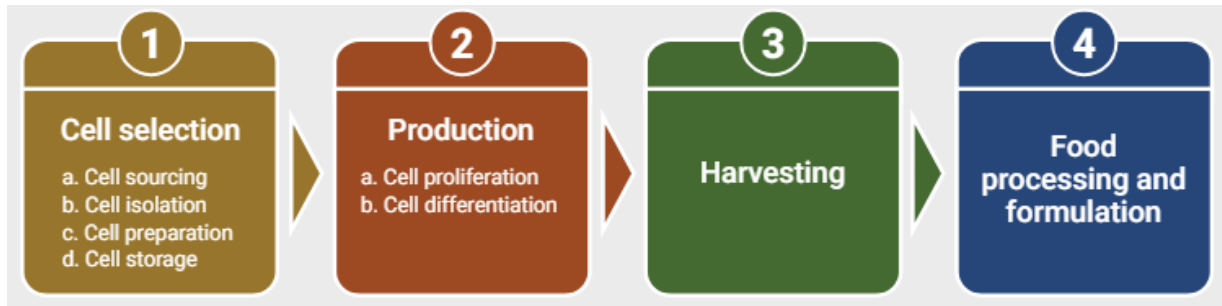 1
Cell selection
a. Cell sourcing
b. Cell isolation
c. Cell preparation
d. Cell storage
2
Production
a. Cell proliferation
b. Cell differentiation
3
Harvesting
4
Food
processing and
formulation